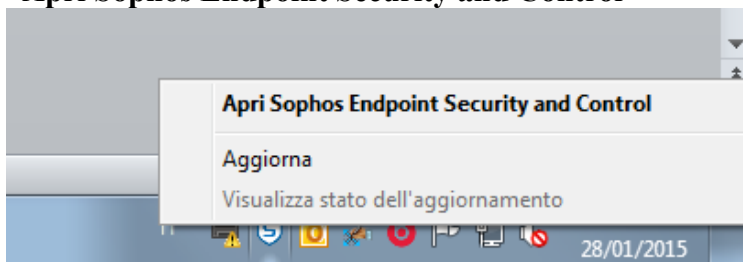 Apri Sophos Endpoint Security and Control
Apri Sophos Endpoint Security and Control
Aggiorna
Visualizza stato dell'aggiornamento
28/01/2015